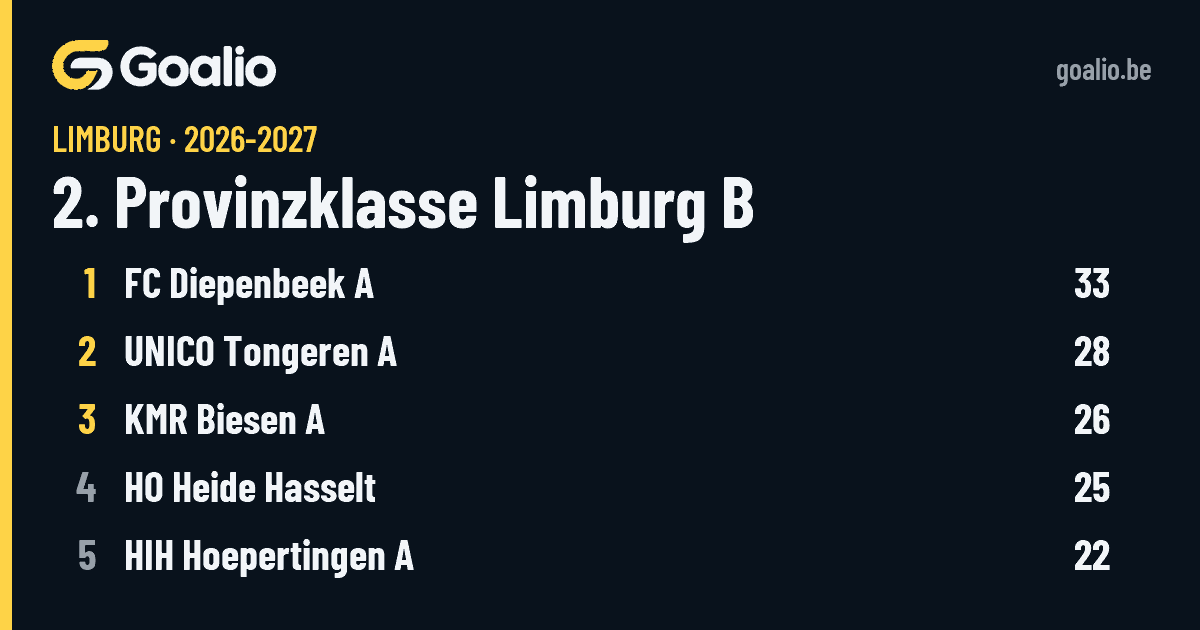 Goalio
goalio.be
LIMBURG · 2026-2027
2. Provinzklasse Limburg B
1 FC Diepenbeek A 33
2 UNICO Tongeren A 28
3 KMR Biesen A 26
4 HO Heide Hasselt 25
5 HIH Hoepertingen A 22